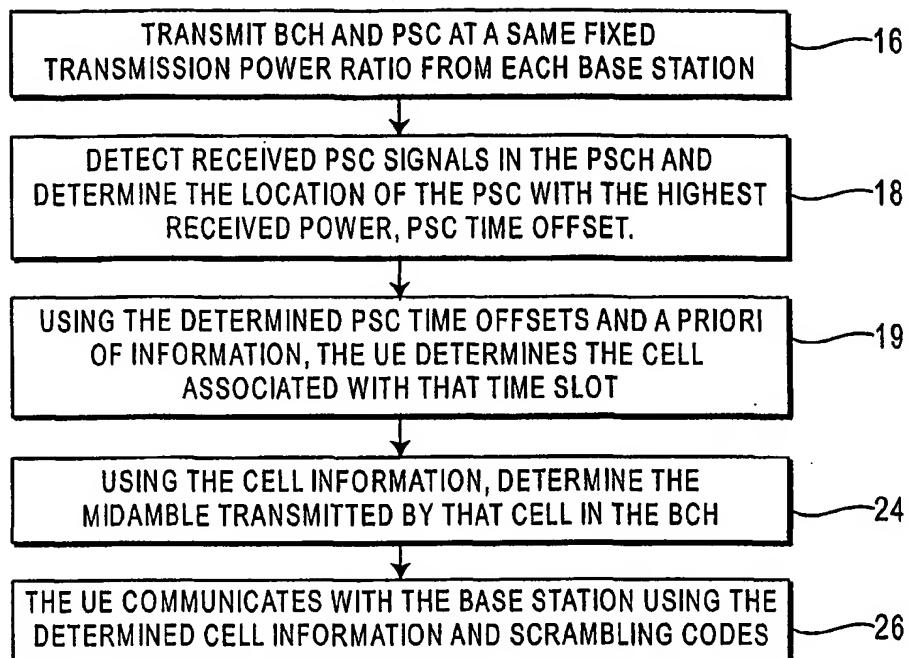 TRANSMIT BCH AND PSC AT A SAME FIXED
TRANSMISSION POWER RATIO FROM EACH BASE STATION
16
DETECT RECEIVED PSC SIGNALS IN THE PSCH AND
DETERMINE THE LOCATION OF THE PSC WITH THE HIGHEST
RECEIVED POWER, PSC TIME OFFSET.
18
USING THE DETERMINED PSC TIME OFFSETS AND A PRIORI
OF INFORMATION, THE UE DETERMINES THE CELL
ASSOCIATED WITH THAT TIME SLOT
19
USING THE CELL INFORMATION, DETERMINE THE
MIDAMBLE TRANSMITTED BY THAT CELL IN THE BCH
24
THE UE COMMUNICATES WITH THE BASE STATION USING THE
DETERMINED CELL INFORMATION AND SCRAMBLING CODES
26